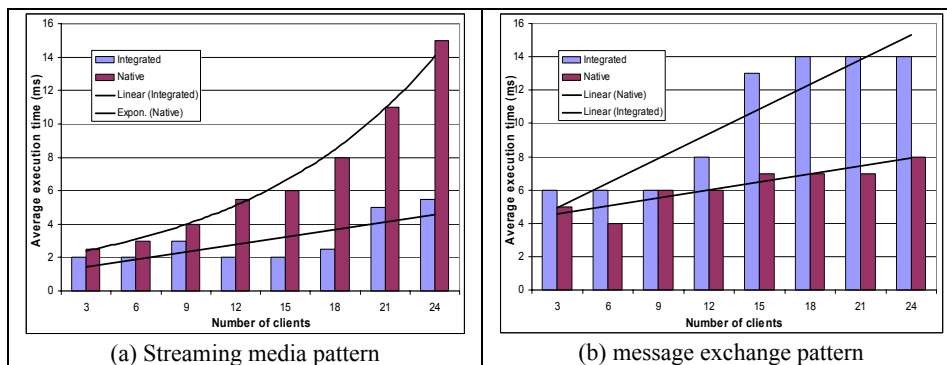 16
14
12
10
8
6
4
2
0
Average execution time (ms)
Integrated
Native
Linear (Integrated)
Expon. (Native)
3 6 9 12 15 18 21 24
Number of clients
(a) Streaming media pattern
16
14
12
10
8
6
4
2
0
Average execution time (ms)
Integrated
Native
Linear (Native)
Linear (Integrated)
3 6 9 12 15 18 21 24
Number of clients
(b) message exchange pattern